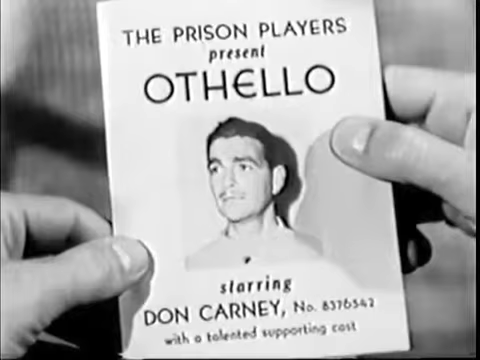 THE PRISON PLAYERS
present
OTHELLO
starring
DON CARNEY, No. 8376542
with a talented supporting cast